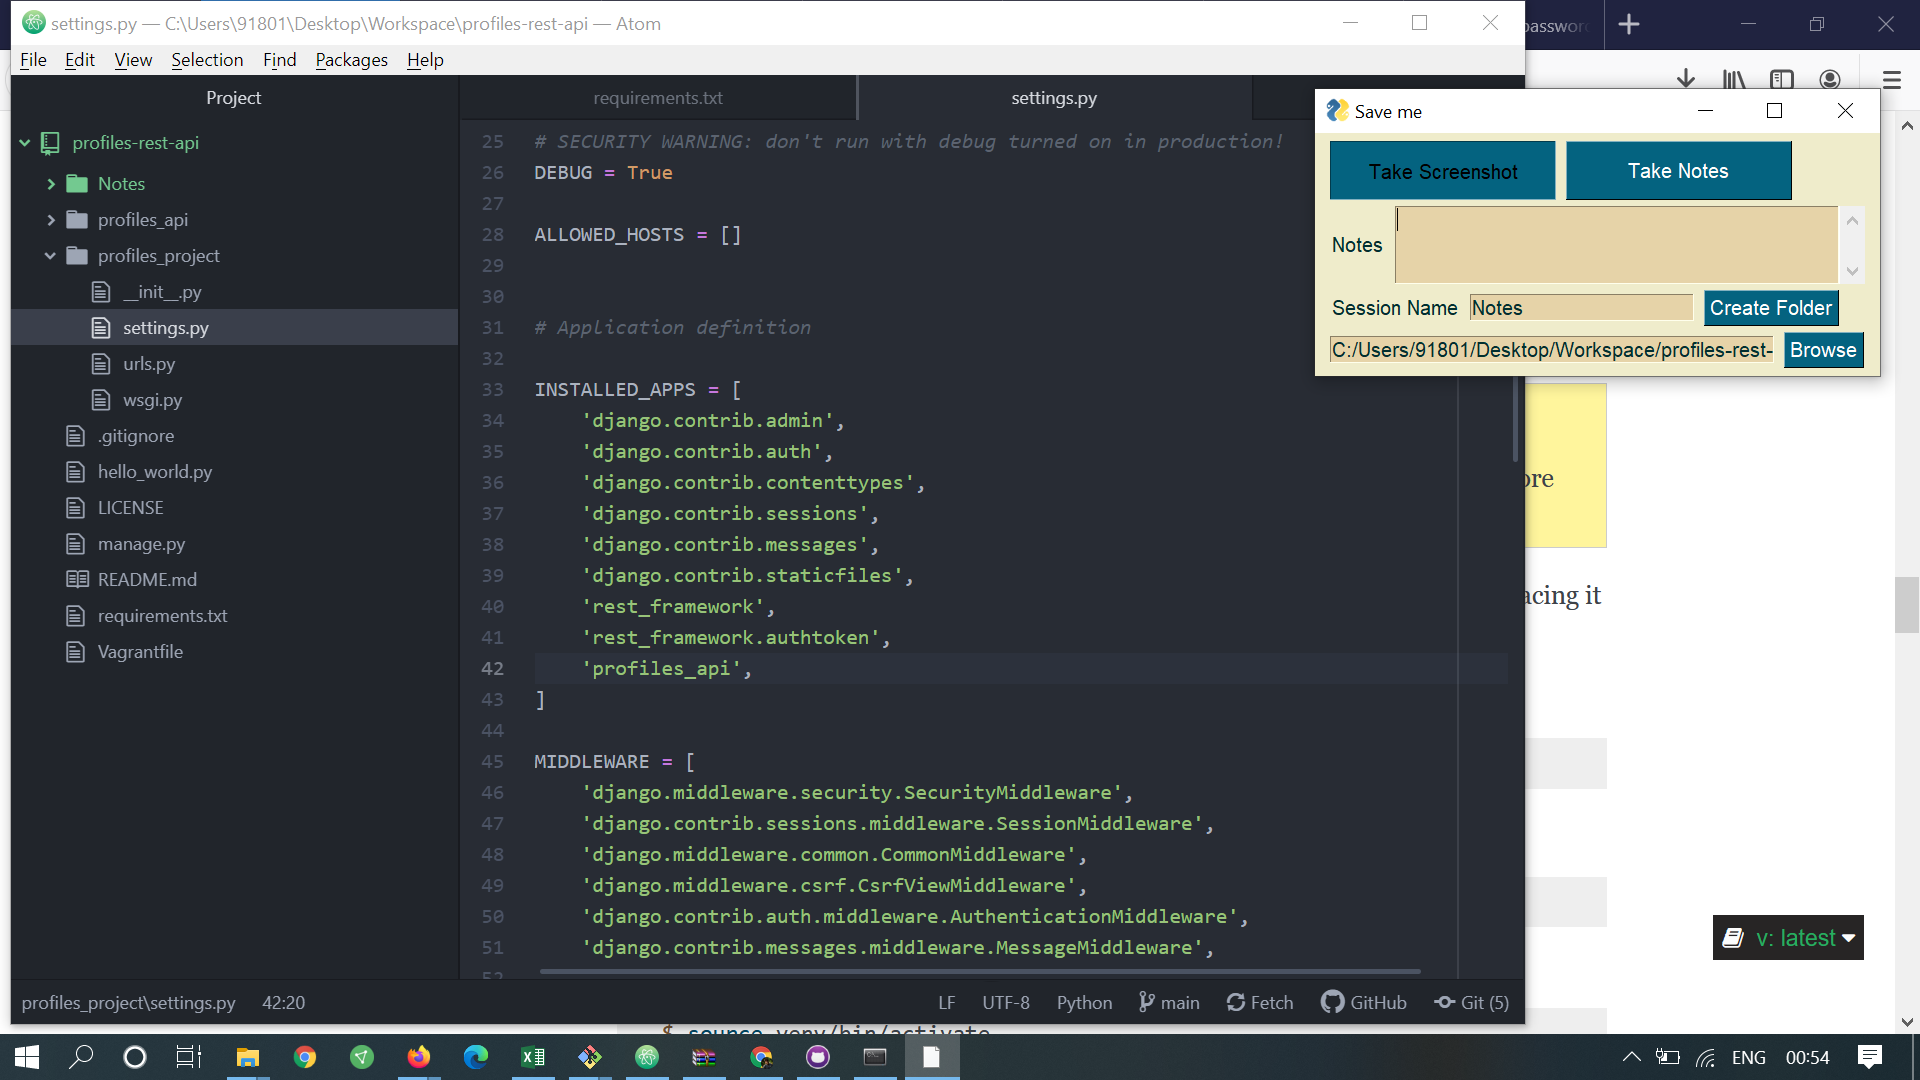 settings.py — C:\Users\91801\Desktop\Workspace\profiles-rest-api — Atom
File Edit View Selection Find Packages Help
Project
profiles-rest-api
Notes
profiles_api
profiles_project
__init__.py
settings.py
urls.py
wsgi.py
.gitignore
hello_world.py
LICENSE
manage.py
README.md
requirements.txt
Vagrantfile
requirements.txt
settings.py
25 # SECURITY WARNING: don't run with debug turned on in production!
26 DEBUG = True
27
28 ALLOWED_HOSTS = []
29
30
31 # Application definition
32
33 INSTALLED_APPS = [
34 'django.contrib.admin',
35 'django.contrib.auth',
36 'django.contrib.contenttypes',
37 'django.contrib.sessions',
38 'django.contrib.messages',
39 'django.contrib.staticfiles',
40 'rest_framework',
41 'rest_framework.authtoken',
42 'profiles_api',
43 ]
44
45 MIDDLEWARE = [
46 'django.middleware.security.SecurityMiddleware',
47 'django.contrib.sessions.middleware.SessionMiddleware',
48 'django.middleware.common.CommonMiddleware',
49 'django.middleware.csrf.CsrfViewMiddleware',
50 'django.contrib.auth.middleware.AuthenticationMiddleware',
51 'django.contrib.messages.middleware.MessageMiddleware',
52
profiles_project\settings.py 42:20 LF UTF-8 Python main Fetch GitHub Git (5)
Save me
Take Screenshot Take Notes
Notes
Session Name Notes Create Folder
C:/Users/91801/Desktop/Workspace/profiles-rest- Browse
acing it
v: latest
$ source venv/bin/activate
ENG 00:54